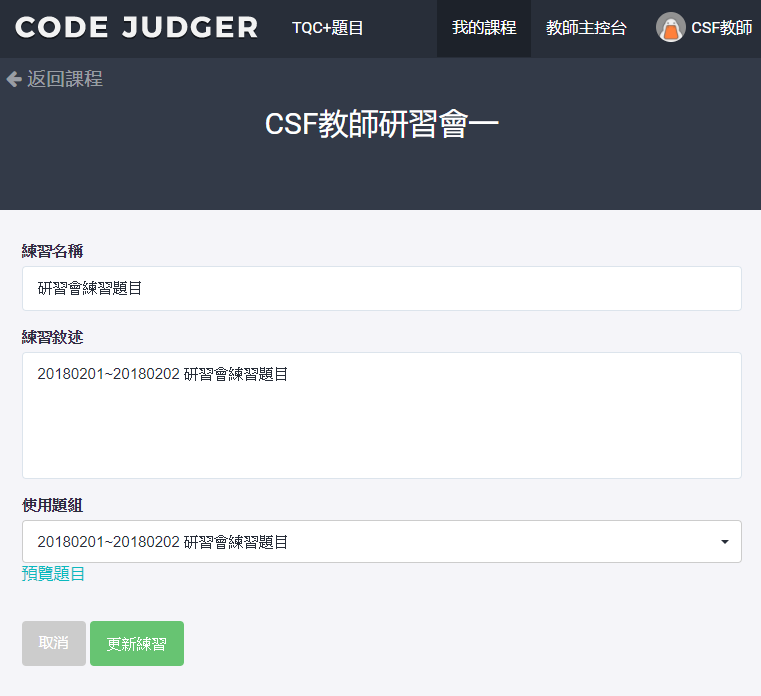 CODE JUDGER TQC+題目 我的課程 教師主控台 CSF教師
返回課程
CSF教師研習會一
練習名稱
研習會練習題目
練習敘述
20180201~20180202 研習會練習題目
使用題組
20180201~20180202 研習會練習題目
預覽題目
取消 更新練習